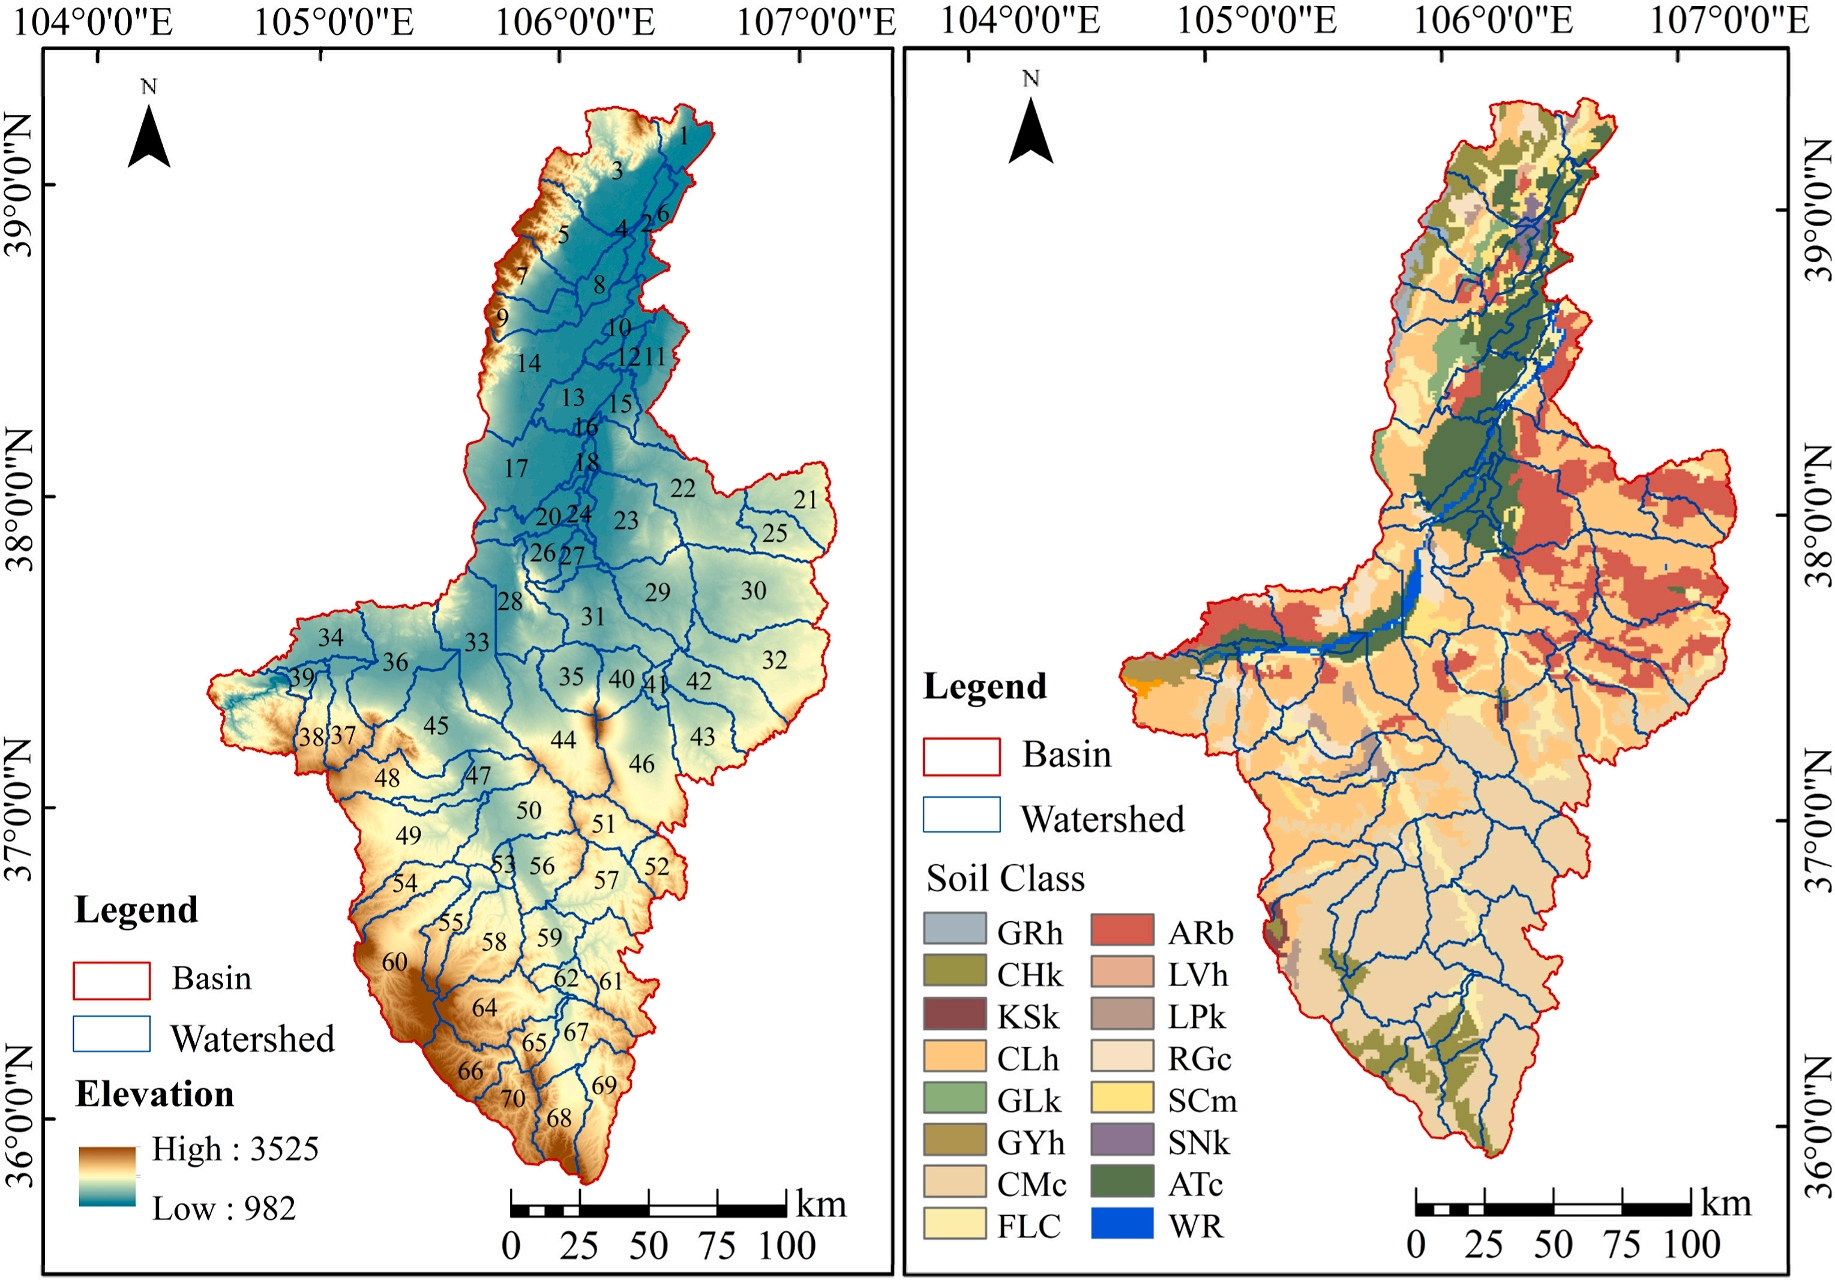 104°0'0"E 105°0'0"E 106°0'0"E 107°0'0"E
39°0'0"N
38°0'0"N
37°0'0"N
36°0'0"N
N
1
3
6
4 2
5
7
8
9
10
14
12 11
13
15
16
17
18
22
21
20 24 23
25
26 27
29
30
28
31
34
33
36
32
39
35 40 41 42
45
38 37
44
43
46
48
47
50
51
49
53 56
52
54
57
55
58
59
60
62
61
64
67
65
66
69
70
68
Legend
Basin
Watershed
Elevation
High : 3525
Low : 982
km
0 25 50 75 100
104°0'0"E 105°0'0"E 106°0'0"E 107°0'0"E
39°0'0"N
38°0'0"N
37°0'0"N
36°0'0"N
N
Legend
Basin
Watershed
Soil Class
GRh ARb
CHk LVh
KSk LPk
CLh RGc
GLk SCm
GYh SNk
CMc ATc
FLC WR
km
0 25 50 75 100